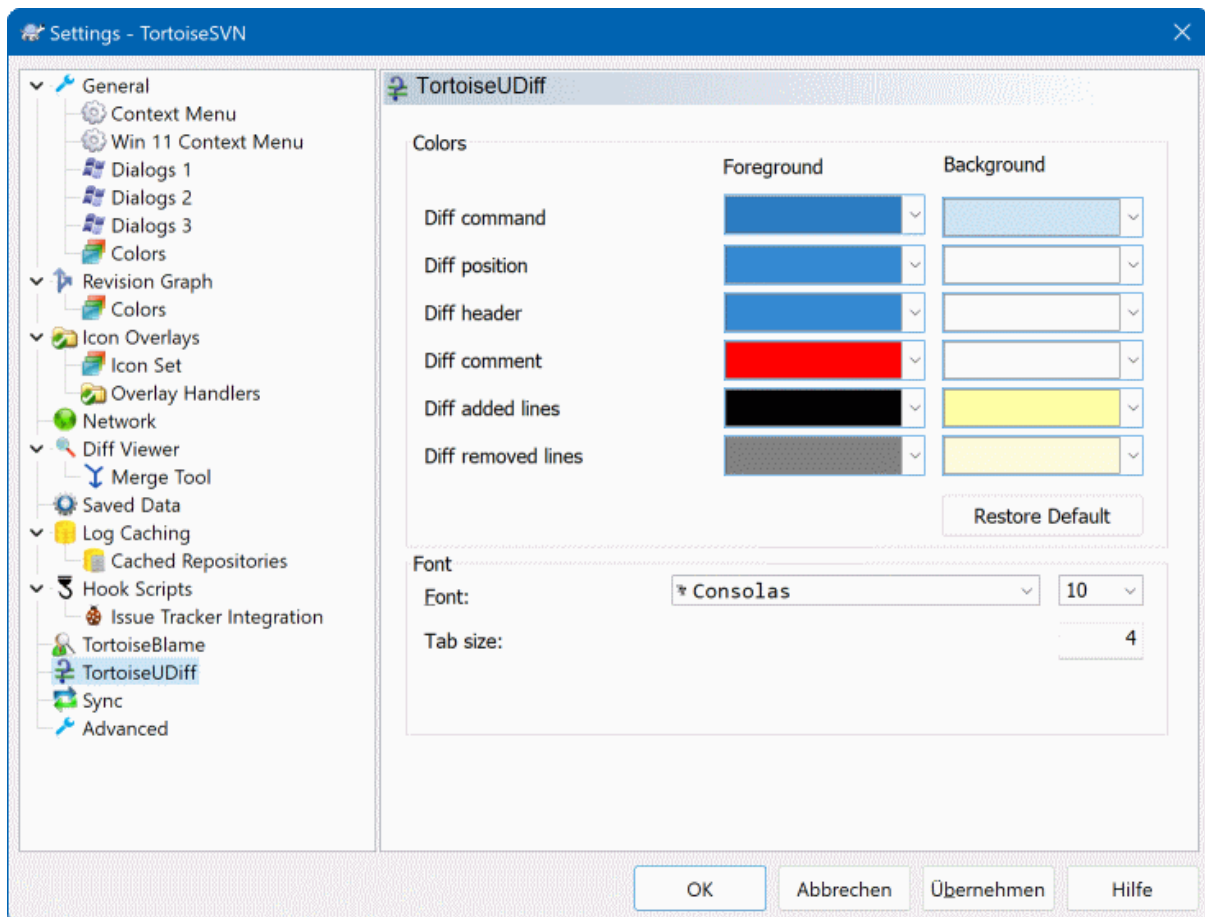 Settings - TortoiseSVN
General
Context Menu
Win 11 Context Menu
Dialogs 1
Dialogs 2
Dialogs 3
Colors
Revision Graph
Colors
Icon Overlays
Icon Set
Overlay Handlers
Network
Diff Viewer
Merge Tool
Saved Data
Log Caching
Cached Repositories
Hook Scripts
Issue Tracker Integration
TortoiseBlame
TortoiseUDiff
Sync
Advanced
TortoiseUDiff
Colors
Foreground Background
Diff command
Diff position
Diff header
Diff comment
Diff added lines
Diff removed lines
Restore Default
Font
Font: Consolas 10
Tab size: 4
OK Abbrechen Übernehmen Hilfe